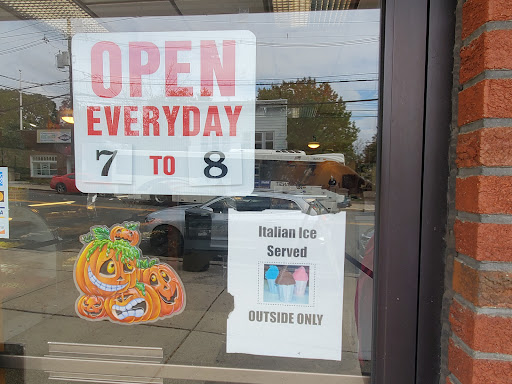 OPEN
EVERYDAY
7 TO 8
Italian Ice
Served
OUTSIDE ONLY